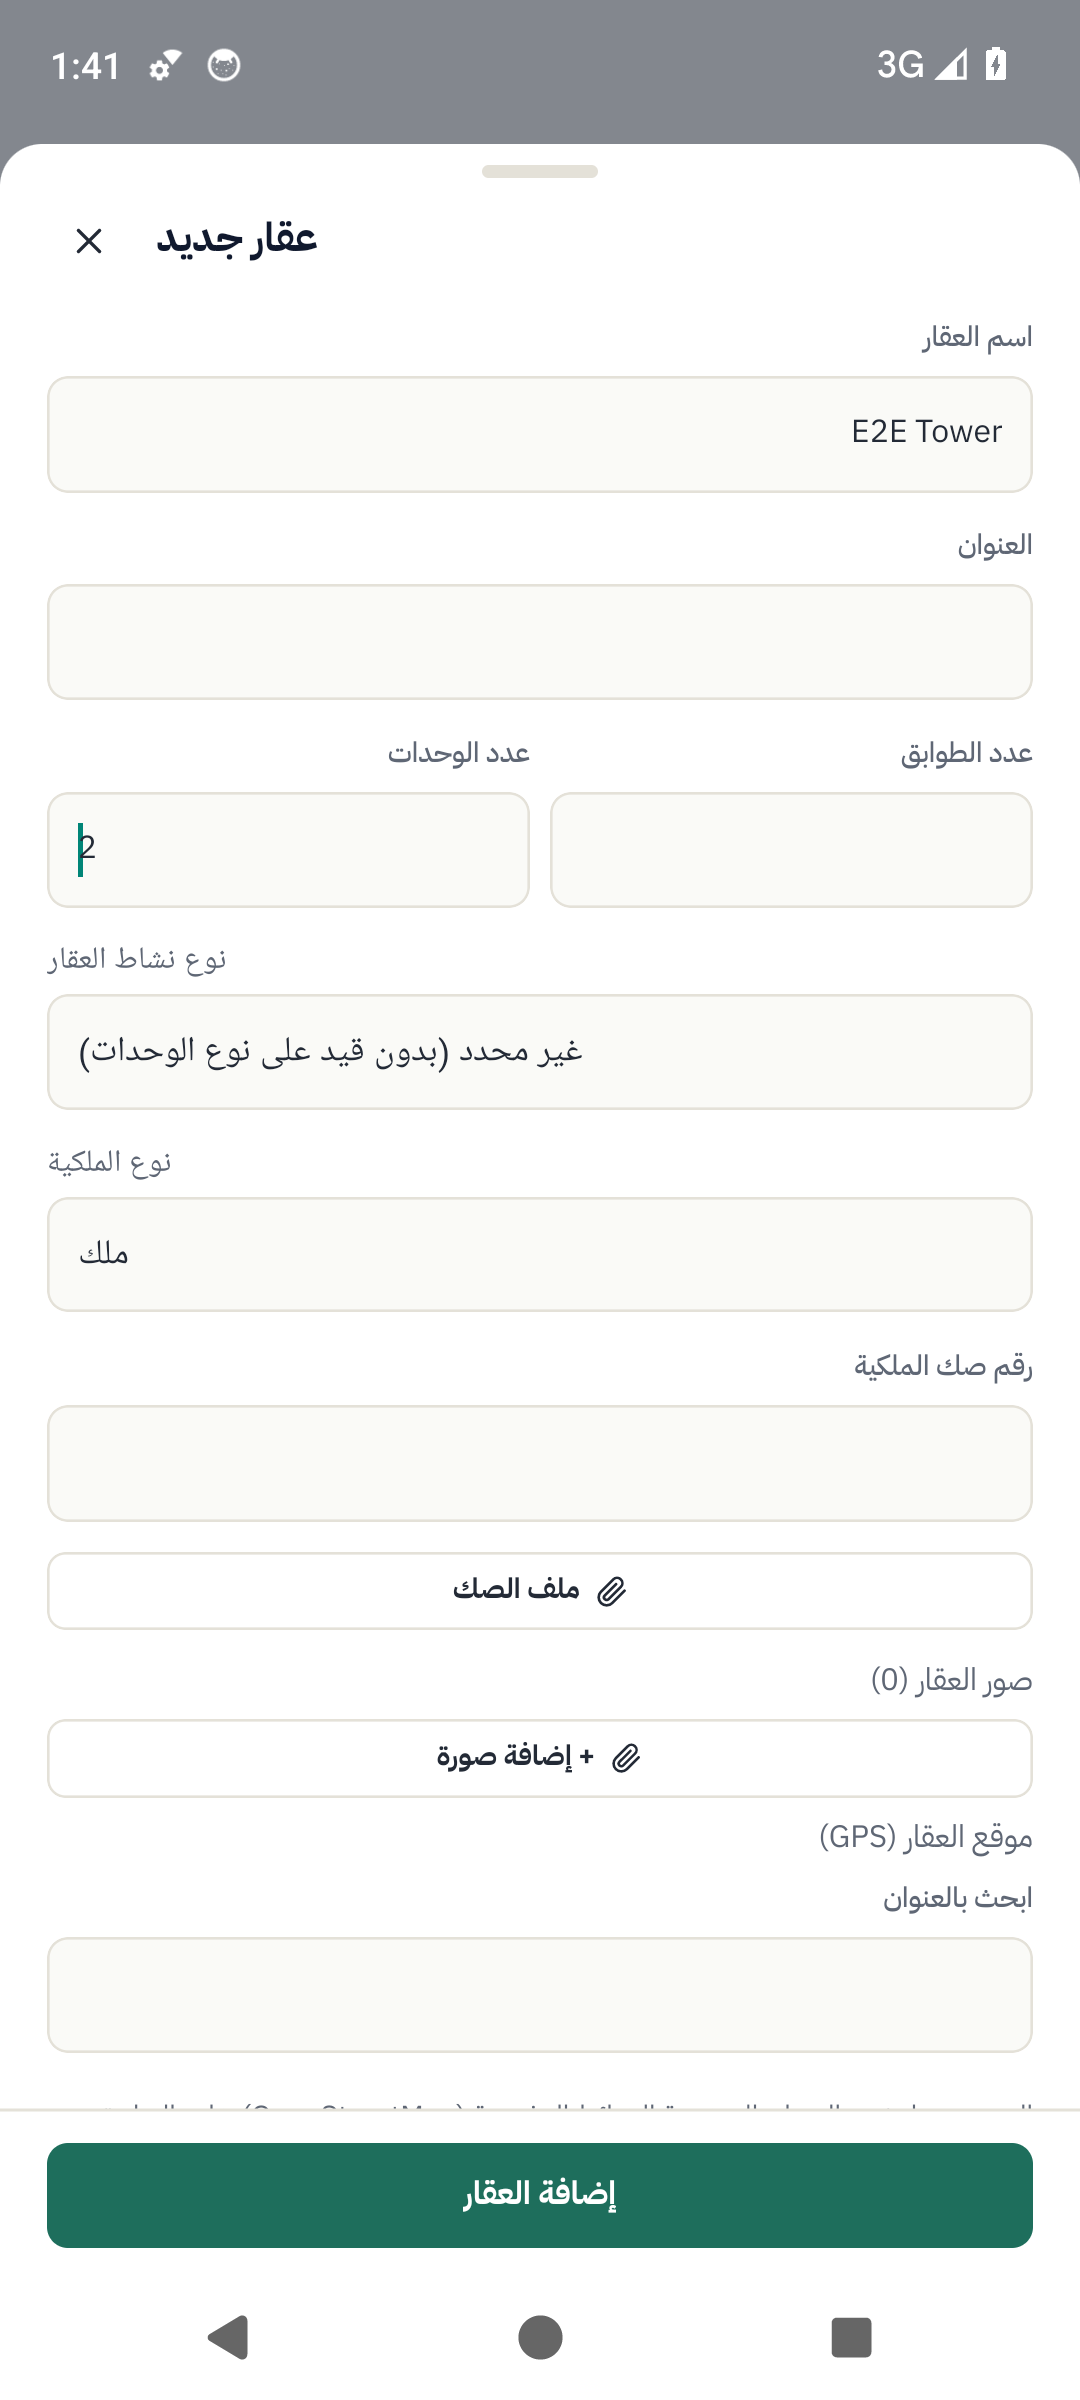 1:41
3G
عقار جديد
اسم العقار
E2E Tower
العنوان
عدد الطوابق
عدد الوحدات
2
نوع نشاط العقار
غير محدد (بدون قيد على نوع الوحدات)
نوع الملكية
ملك
رقم صك الملكية
ملف الصك
صور العقار (0)
+ إضافة صورة
موقع العقار (GPS)
ابحث بالعنوان
إضافة العقار